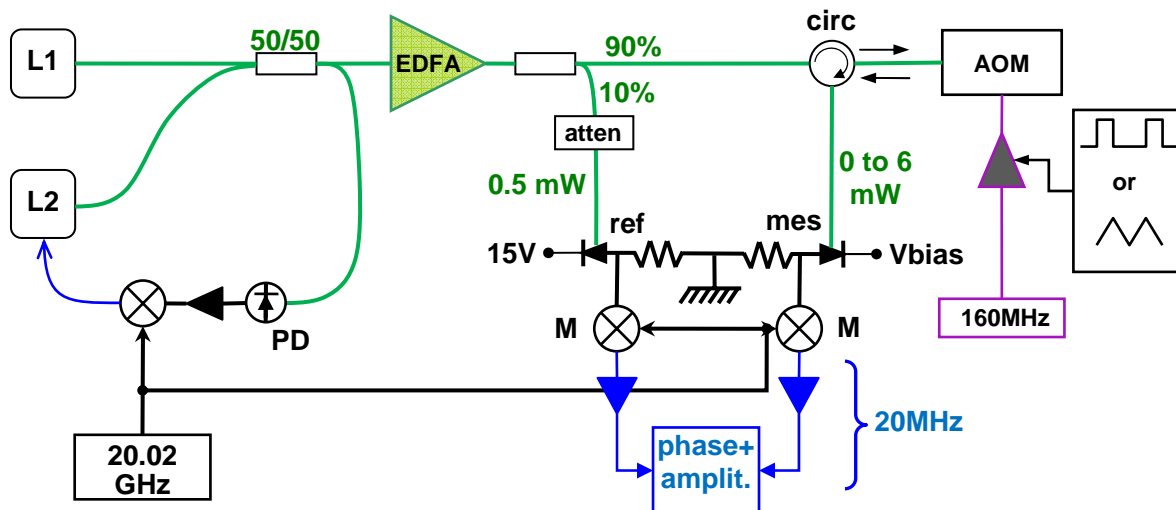 circ
50/50
90%
L1
EDFA
AOM
10%
atten
0 to 6
mW
or
0.5 mW
L2
ref
mes
15V
Vbias
160MHz
PD
M
M
20MHz
20.02
GHz
phase+
amplit.